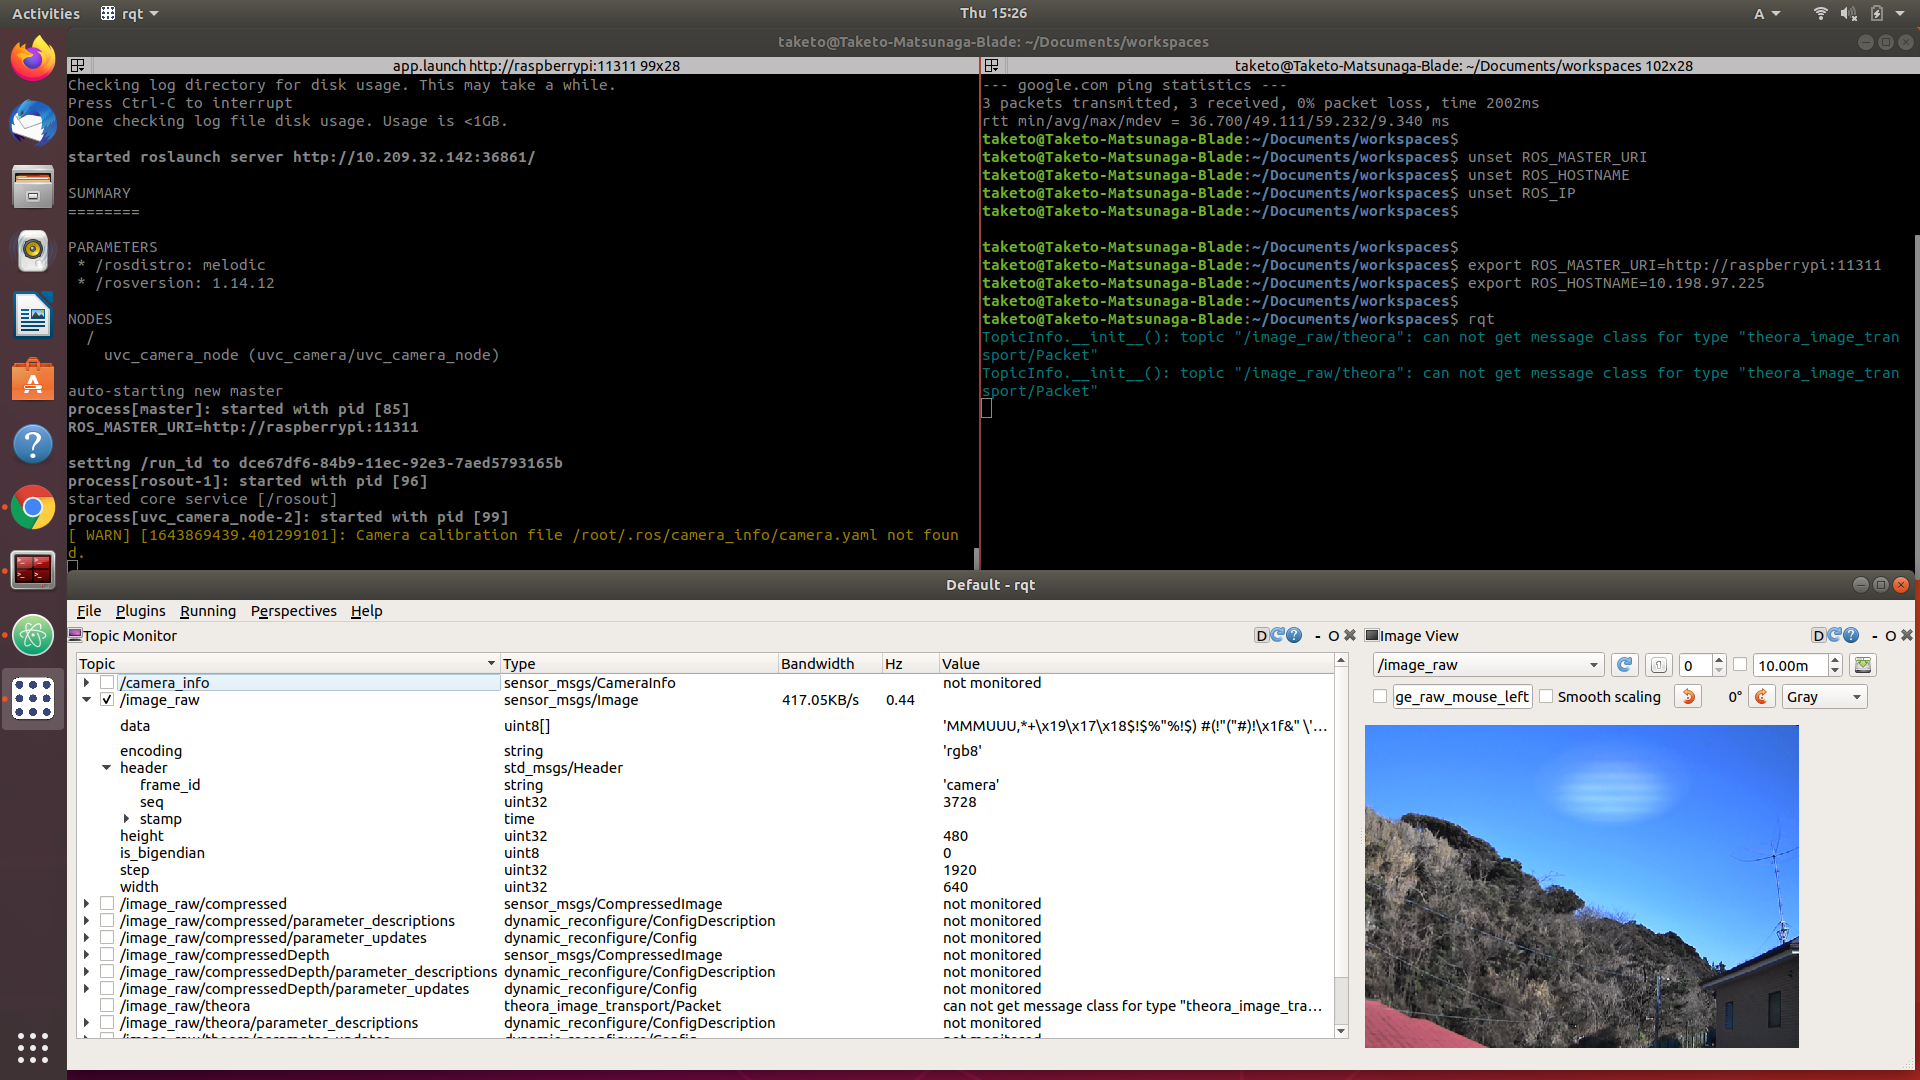 Activities
rqt
Thu 15:26
A
taketo@Taketo-Matsunaga-Blade: ~/Documents/workspaces
app.launch http://raspberrypi:11311 99x28
Checking log directory for disk usage. This may take a while.
Press Ctrl-C to interrupt
Done checking log file disk usage. Usage is <1GB.
started roslaunch server http://10.209.32.142:36861/
SUMMARY
========
PARAMETERS
* /rosdistro: melodic
* /rosversion: 1.14.12
NODES
/
uvc_camera_node (uvc_camera/uvc_camera_node)
auto-starting new master
process[master]: started with pid [85]
ROS_MASTER_URI=http://raspberrypi:11311
setting /run_id to dce67df6-84b9-11ec-92e3-7aed5793165b
process[rosout-1]: started with pid [96]
started core service [/rosout]
process[uvc_camera_node-2]: started with pid [99]
[ WARN] [1643869439.401299101]: Camera calibration file /root/.ros/camera_info/camera.yaml not foun
d.
taketo@Taketo-Matsunaga-Blade: ~/Documents/workspaces 102x28
--- google.com ping statistics ---
3 packets transmitted, 3 received, 0% packet loss, time 2002ms
rtt min/avg/max/mdev = 36.700/49.111/59.232/9.340 ms
taketo@Taketo-Matsunaga-Blade:~/Documents/workspaces$
taketo@Taketo-Matsunaga-Blade:~/Documents/workspaces$ unset ROS_MASTER_URI
taketo@Taketo-Matsunaga-Blade:~/Documents/workspaces$ unset ROS_HOSTNAME
taketo@Taketo-Matsunaga-Blade:~/Documents/workspaces$ unset ROS_IP
taketo@Taketo-Matsunaga-Blade:~/Documents/workspaces$
taketo@Taketo-Matsunaga-Blade:~/Documents/workspaces$
taketo@Taketo-Matsunaga-Blade:~/Documents/workspaces$ export ROS_MASTER_URI=http://raspberrypi:11311
taketo@Taketo-Matsunaga-Blade:~/Documents/workspaces$ export ROS_HOSTNAME=10.198.97.225
taketo@Taketo-Matsunaga-Blade:~/Documents/workspaces$
taketo@Taketo-Matsunaga-Blade:~/Documents/workspaces$ rqt
TopicInfo.__init__(): topic "/image_raw/theora": can not get message class for type "theora_image_tran
sport/Packet"
TopicInfo.__init__(): topic "/image_raw/theora": can not get message class for type "theora_image_tran
sport/Packet"
Default - rqt
File Plugins Running Perspectives Help
Topic Monitor D - O
Topic Type Bandwidth Hz Value
/camera_info sensor_msgs/CameraInfo not monitored
/image_raw sensor_msgs/Image 417.05KB/s 0.44
data uint8[] 'MMMUUU,*+\x19\x17\x18$!$%"%!$) #(!"("#)!\x1f&" \'...
encoding string 'rgb8'
header std_msgs/Header
frame_id string 'camera'
seq uint32 3728
stamp time
height uint32 480
is_bigendian uint8 0
step uint32 1920
width uint32 640
/image_raw/compressed sensor_msgs/CompressedImage not monitored
/image_raw/compressed/parameter_descriptions dynamic_reconfigure/ConfigDescription not monitored
/image_raw/compressed/parameter_updates dynamic_reconfigure/Config not monitored
/image_raw/compressedDepth sensor_msgs/CompressedImage not monitored
/image_raw/compressedDepth/parameter_descriptions dynamic_reconfigure/ConfigDescription not monitored
/image_raw/compressedDepth/parameter_updates dynamic_reconfigure/Config not monitored
/image_raw/theora theora_image_transport/Packet can not get message class for type "theora_image_tra...
/image_raw/theora/parameter_descriptions dynamic_reconfigure/ConfigDescription not monitored
Image View D - O
/image_raw 0 10.00m
ge_raw_mouse_left Smooth scaling 0° Gray